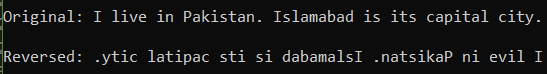 Original: I live in Pakistan. Islamabad is its capital city.
Reversed: .ytic latipac sti si dabamalsI .natsikaP ni evil I